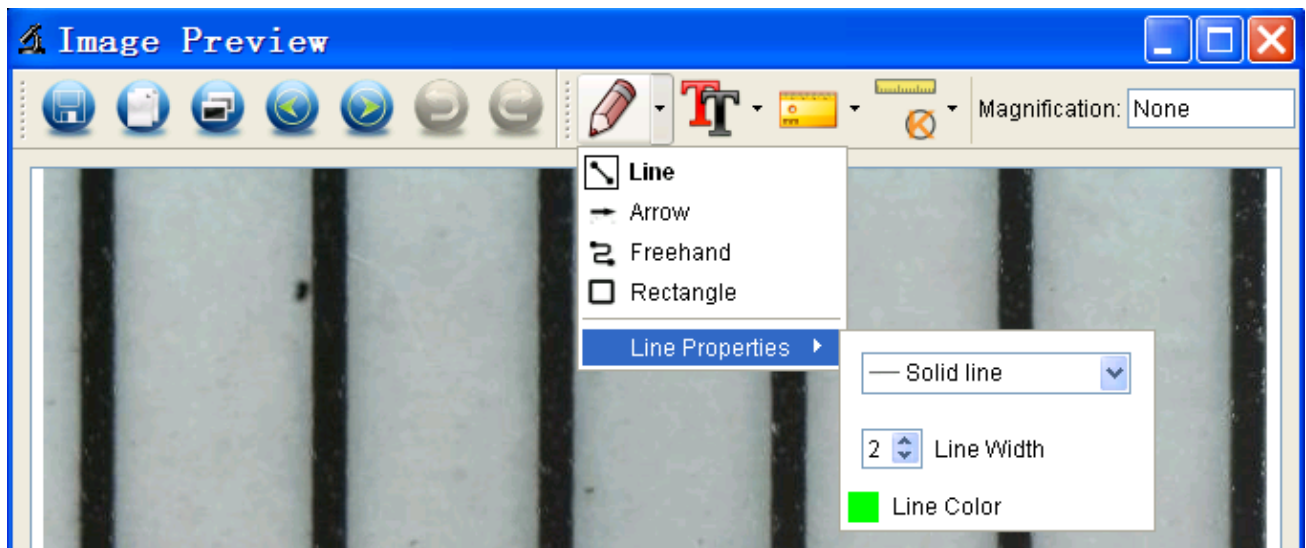 Image Preview
Magnification: None
Line
Arrow
Freehand
Rectangle
Line Properties
Solid line
2 Line Width
Line Color